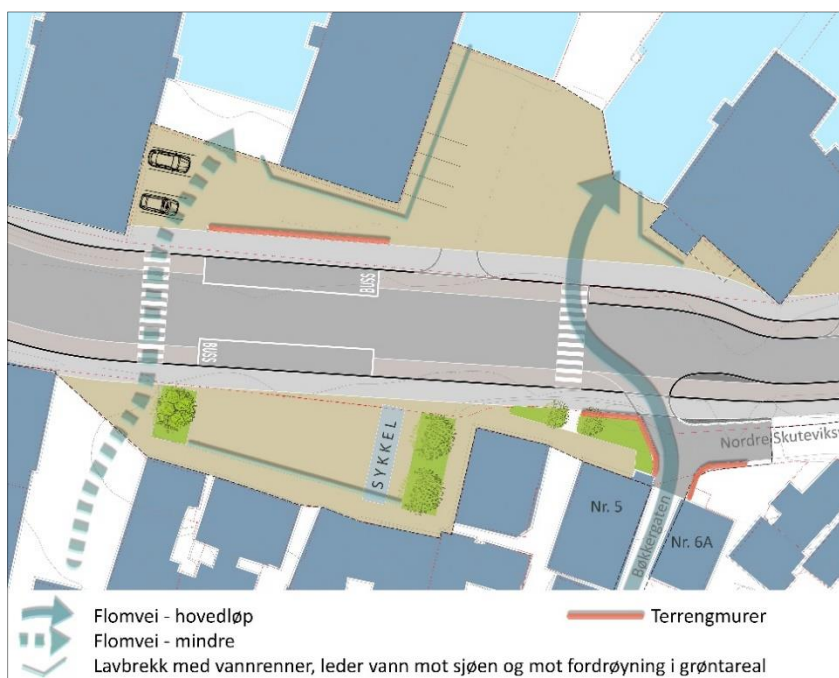 BUSS
BUSS
SYKKEL
Nordre Skuteviksv
Nr. 5
Bøkkergaten
Nr. 6A
Flomvei - hovedløp
Terrengmurer
Flomvei - mindre
Lavbrekk med vannrenner, leder vann mot sjøen og mot fordrøyning i grøntareal